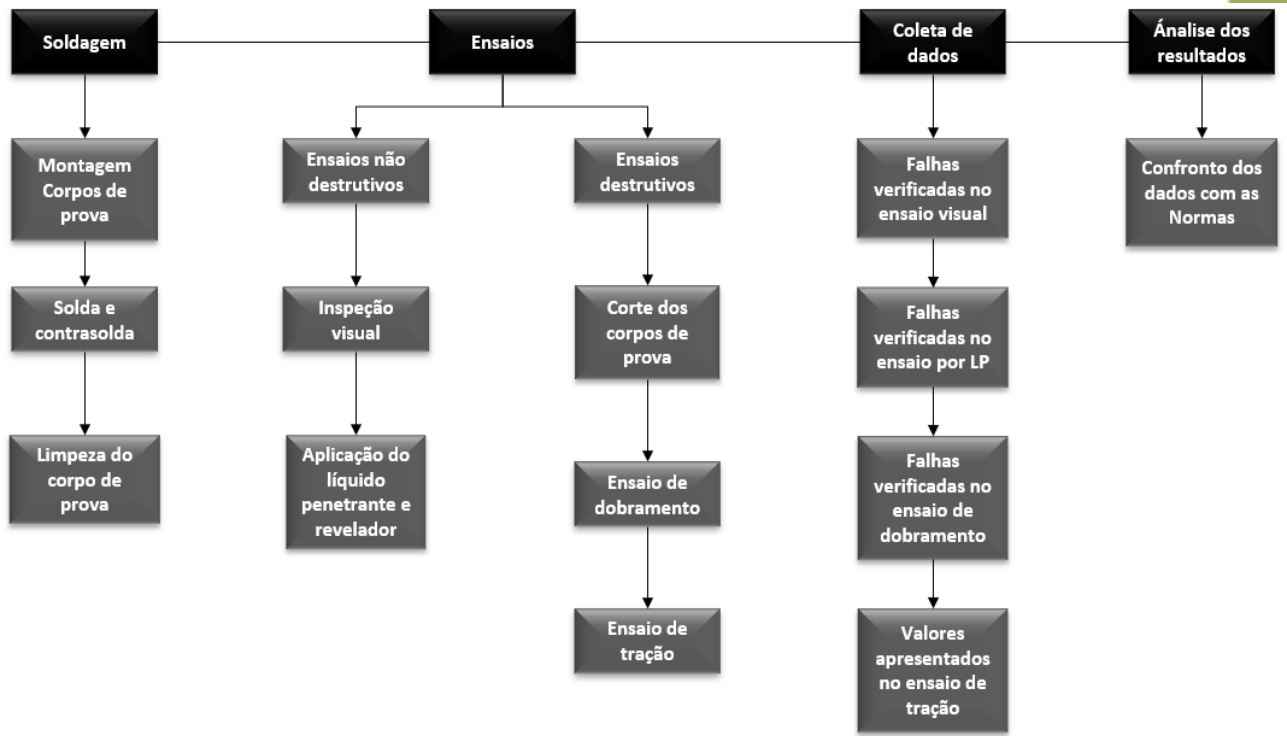 Soldagem
Ensaios
Coleta de
dados
Ánalise dos
resultados
Montagem
Corpos de
prova
Solda e
contrasolda
Limpeza do
corpo de
prova
Ensaios não
destrutivos
Inspeção
visual
Aplicação do
líquido
penetrante e
revelador
Ensaios
destrutivos
Corte dos
corpos de
prova
Ensaio de
dobramento
Ensaio de
tração
Falhas
verificadas no
ensaio visual
Falhas
verificadas no
ensaio por LP
Falhas
verificadas no
ensaio de
dobramento
Valores
apresentados
no ensaio de
tração
Confronto dos
dados com as
Normas